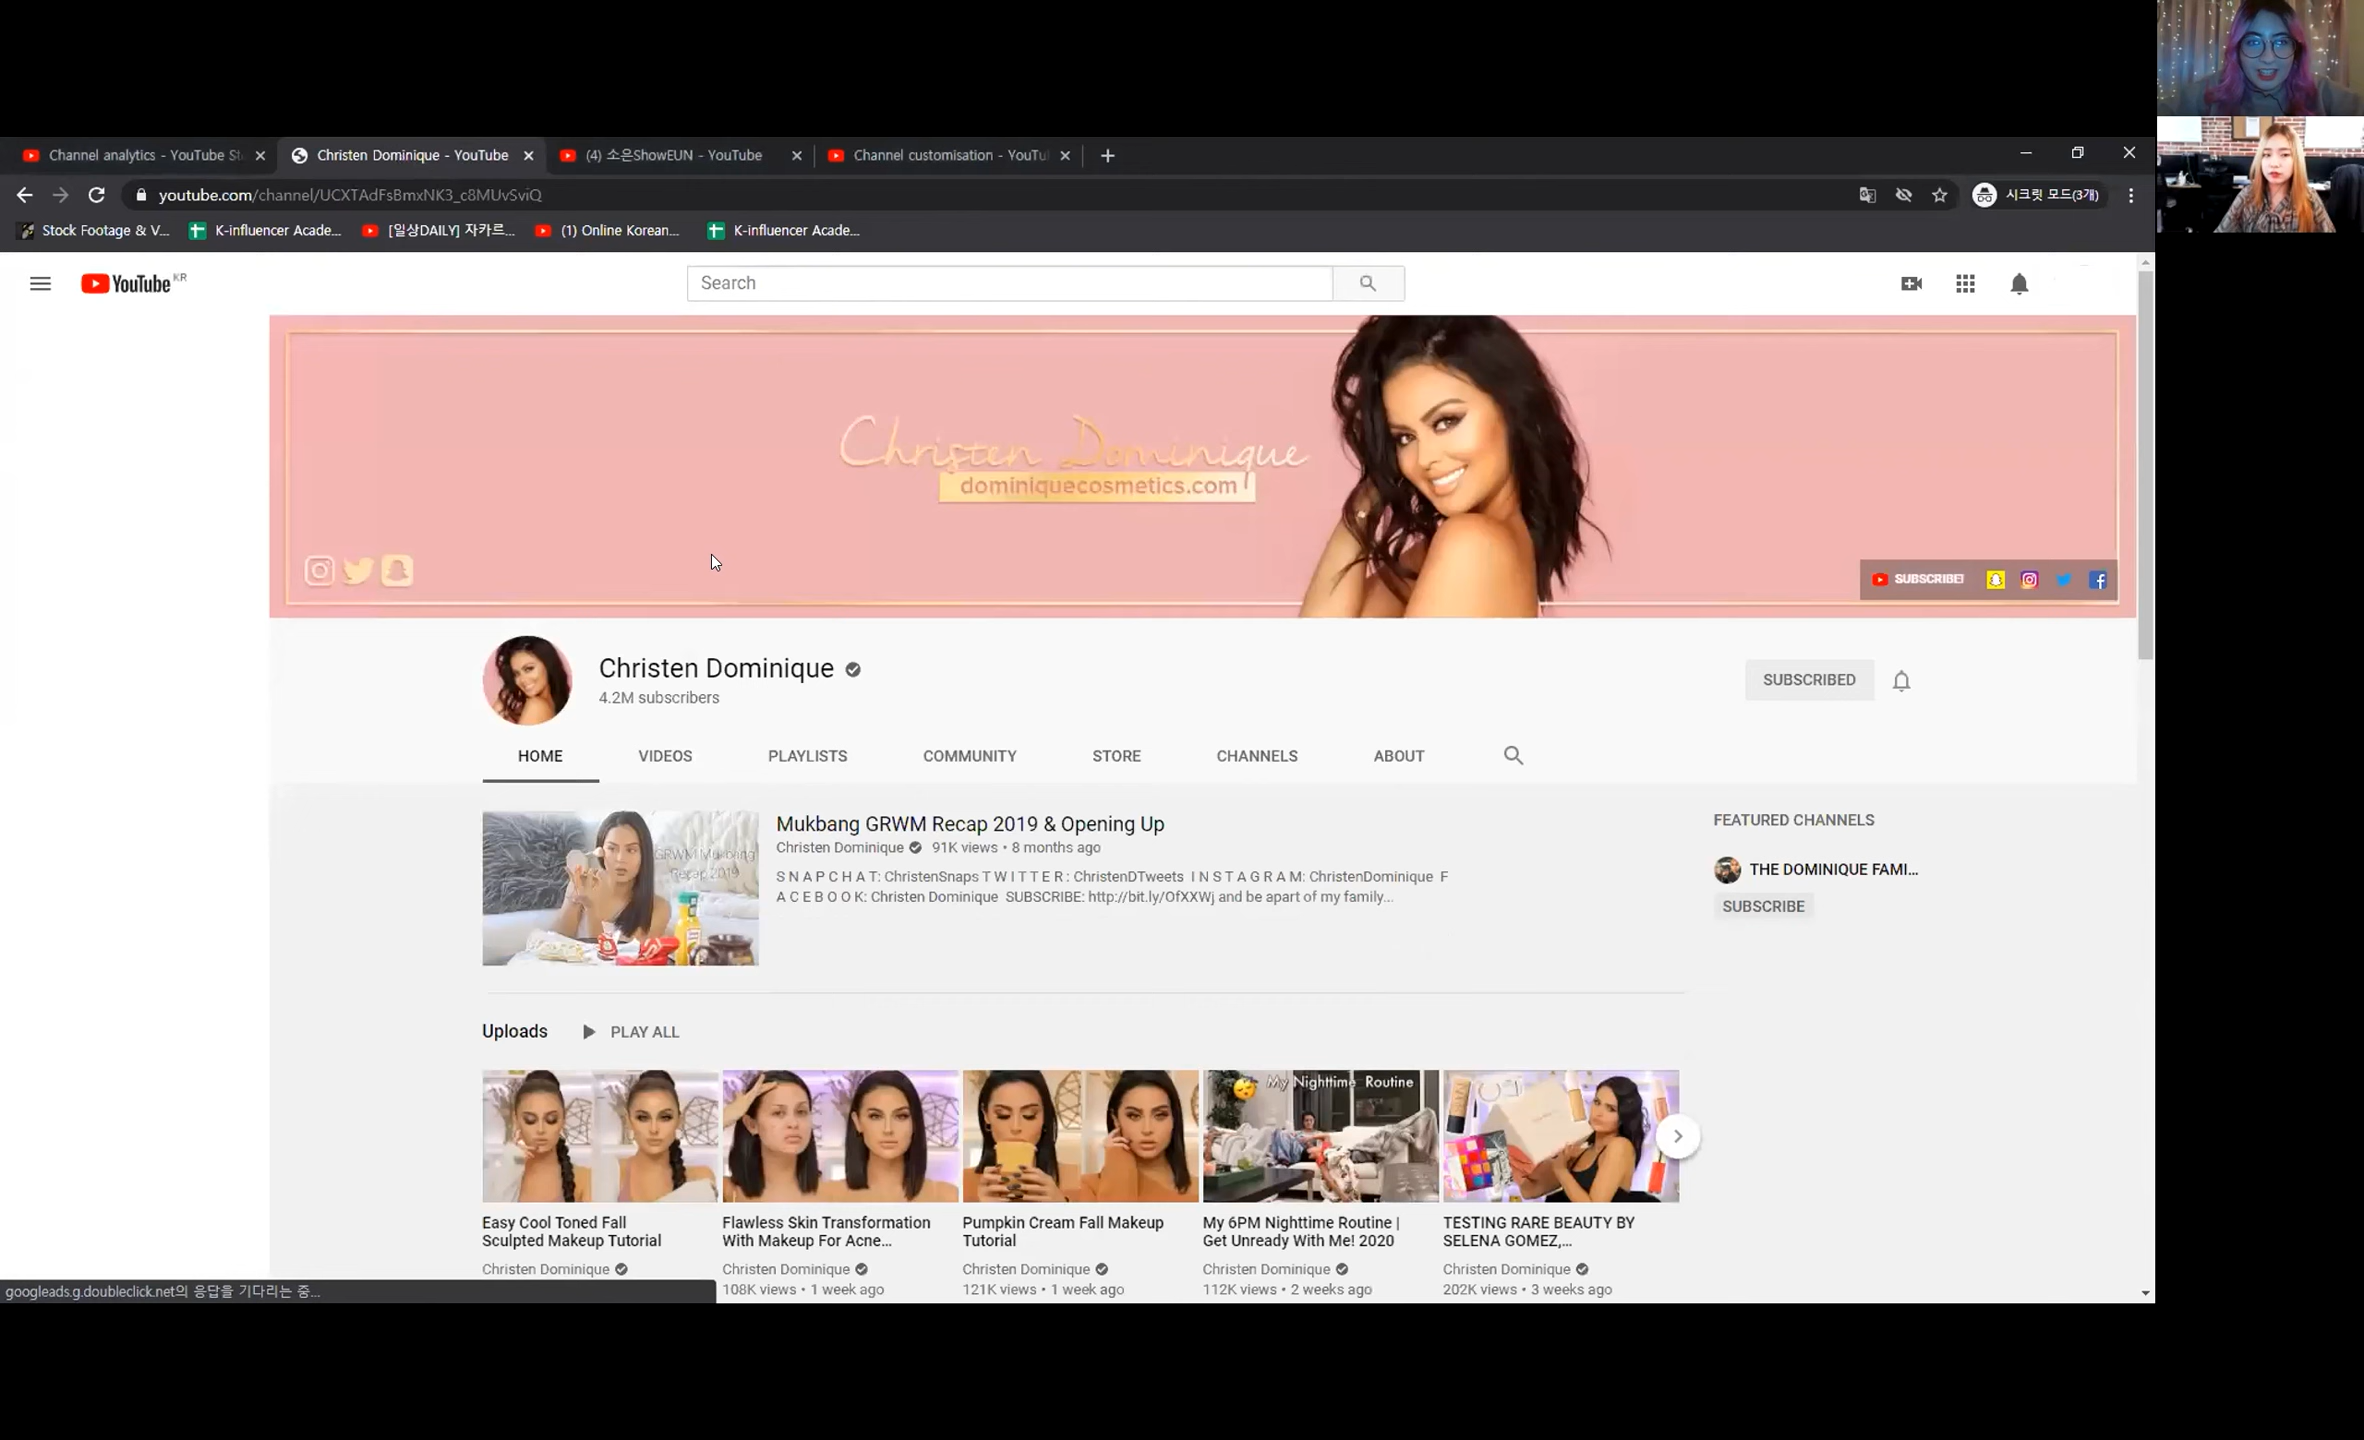 Channel analytics - YouTube St
Christen Dominique - YouTube
(4) 소은ShowEUN - YouTube
Channel customisation - YouTu
youtube.com/channel/UCXTAdFsBmxNK3_c8MUvSviQ
시크릿 모드(3개)
Stock Footage & V...
K-influencer Acade...
[일상DAILY] 자카르...
(1) Online Korean...
K-influencer Acade...
YouTube KR
Search
Christen Dominique
dominiquecosmetics.com
SUBSCRIBE!
Christen Dominique
4.2M subscribers
SUBSCRIBED
HOME VIDEOS PLAYLISTS COMMUNITY STORE CHANNELS ABOUT
GRWM Mukbang
Recap 2019
Mukbang GRWM Recap 2019 & Opening Up
Christen Dominique 91K views • 8 months ago
S N A P C H A T: ChristenSnaps T W I T T E R : ChristenDTweets I N S T A G R A M: ChristenDominique F
A C E B O O K: Christen Dominique SUBSCRIBE: http://bit.ly/OfXXWj and be apart of my family...
FEATURED CHANNELS
THE DOMINIQUE FAMI...
SUBSCRIBE
Uploads PLAY ALL
My Nighttime Routine
Easy Cool Toned Fall
Sculpted Makeup Tutorial
Christen Dominique
Flawless Skin Transformation
With Makeup For Acne...
Christen Dominique
108K views • 1 week ago
Pumpkin Cream Fall Makeup
Tutorial
Christen Dominique
121K views • 1 week ago
My 6PM Nighttime Routine |
Get Unready With Me! 2020
Christen Dominique
112K views • 2 weeks ago
TESTING RARE BEAUTY BY
SELENA GOMEZ,...
Christen Dominique
202K views • 3 weeks ago
googleads.g.doubleclick.net의 응답을 기다리는 중...